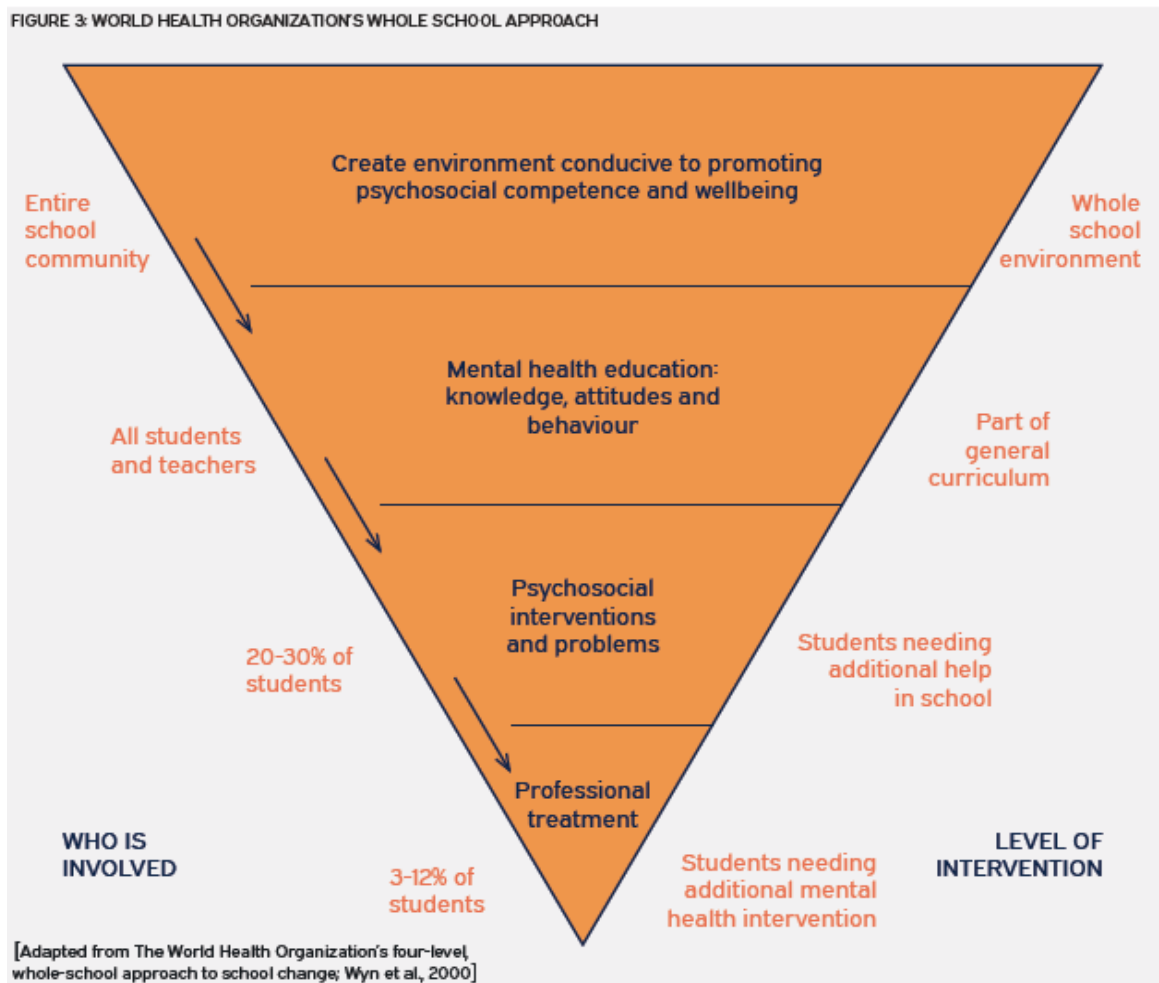 FIGURE 3: WORLD HEALTH ORGANIZATION'S WHOLE SCHOOL APPROACH
Create environment conducive to promoting
psychosocial competence and wellbeing
Entire
school
community
Whole
school
environment
Mental health education:
knowledge, attitudes and
behaviour
All students
and teachers
Part of
general
curriculum
Psychosocial
interventions
and problems
20-30% of
students
Students needing
additional help
in school
Professional
treatment
WHO IS
INVOLVED
LEVEL OF
INTERVENTION
3-12% of
students
Students needing
additional mental
health intervention
[Adapted from The World Health Organization's four-level,
whole-school approach to school change; Wyn et al., 2000]